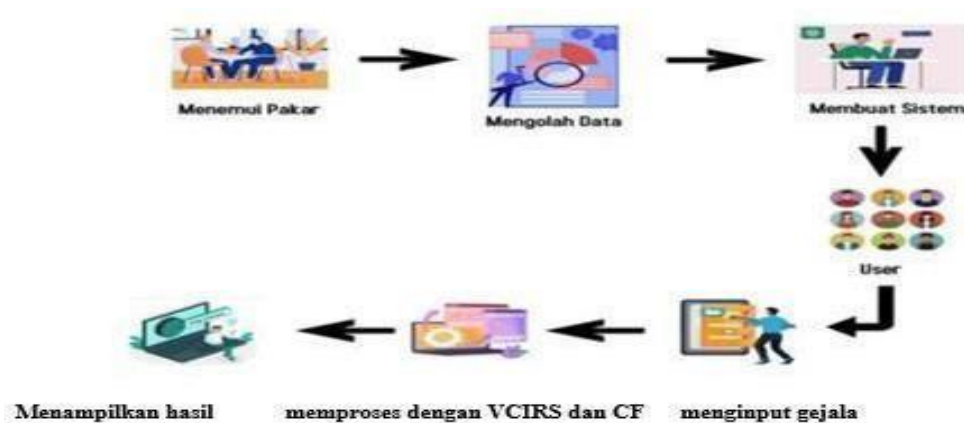 Menemui Pakar
Mengolah Data
Membuat Sistem
User
menginput gejala
memproses dengan VCIRS dan CF
Menampilkan hasil